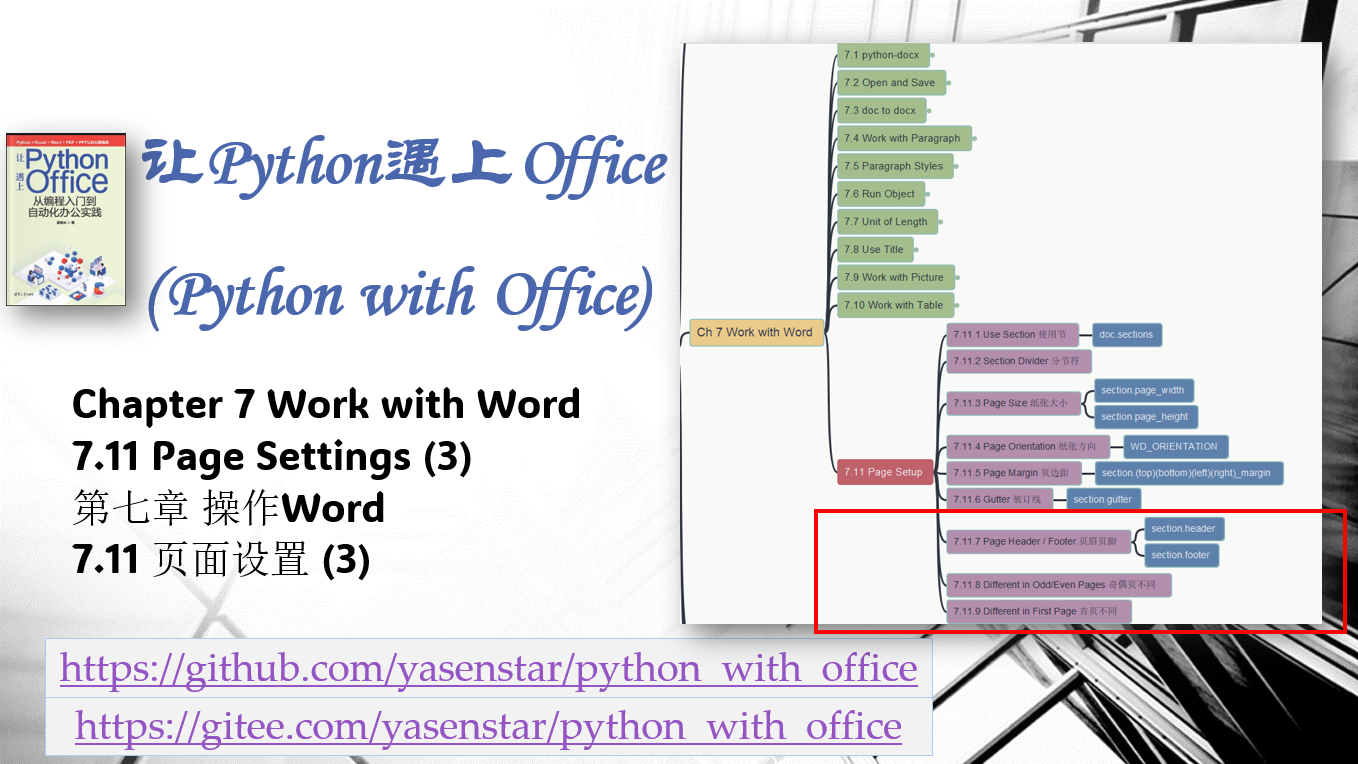 Python • Excel • Word • PDF • PPT
让Python
遇上Office
从编程入门到
自动化办公实践
让Python遇上Office
(Python with Office)
Chapter 7 Work with Word
7.11 Page Settings (3)
第七章 操作Word
7.11 页面设置 (3)
https://github.com/yasenstar/python_with_office
https://gitee.com/yasenstar/python_with_office
Ch 7 Work with Word
7.1 python-docx
7.2 Open and Save
7.3 doc to docx
7.4 Work with Paragraph
7.5 Paragraph Styles
7.6 Run Object
7.7 Unit of Length
7.8 Use Title
7.9 Work with Picture
7.10 Work with Table
7.11 Page Setup
7.11.1 Use Section 使用节
doc.sections
7.11.2 Section Divider 分节符
7.11.3 Page Size 纸张大小
section.page_width
section.page_height
7.11.4 Page Orientation 纸张方向
WD_ORIENTATION
7.11.5 Page Margin 页边距
section.(top)(bottom)(left)(right)_margin
7.11.6 Gutter 装订线
section.gutter
7.11.7 Page Header / Footer 页眉页脚
section.header
section.footer
7.11.8 Different in Odd/Even Pages 奇偶页不同
7.11.9 Different in First Page 首页不同